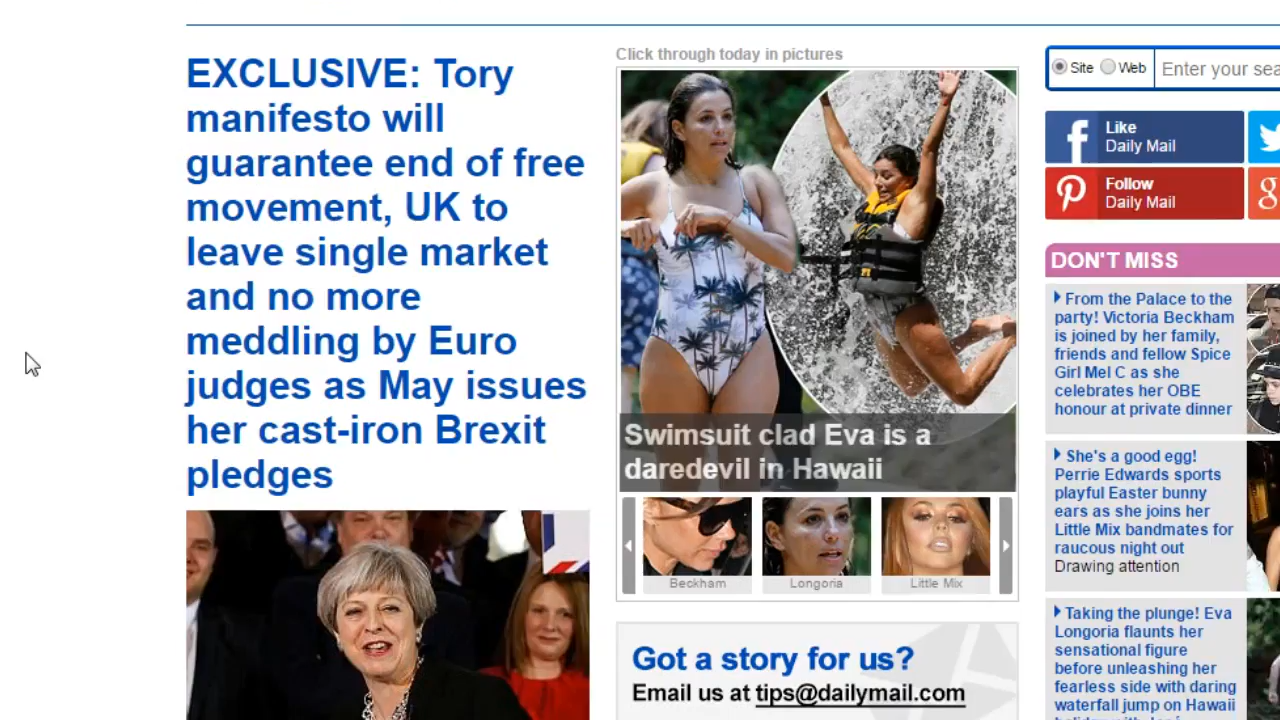 EXCLUSIVE: Tory
manifesto will
guarantee end of free
movement, UK to
leave single market
and no more
meddling by Euro
judges as May issues
her cast-iron Brexit
pledges
Click through today in pictures
Swimsuit clad Eva is a
daredevil in Hawaii
Beckham
Longoria
Little Mix
Got a story for us?
Email us at tips@dailymail.com
Site Web Enter your sea
Like
Daily Mail
Follow
Daily Mail
DON'T MISS
From the Palace to the
party! Victoria Beckham
is joined by her family,
friends and fellow Spice
Girl Mel C as she
celebrates her OBE
honour at private dinner
She's a good egg!
Perrie Edwards sports
playful Easter bunny
ears as she joins her
Little Mix bandmates for
raucous night out
Drawing attention
Taking the plunge! Eva
Longoria flaunts her
sensational figure
before unleashing her
fearless side with daring
waterfall jump on Hawaii